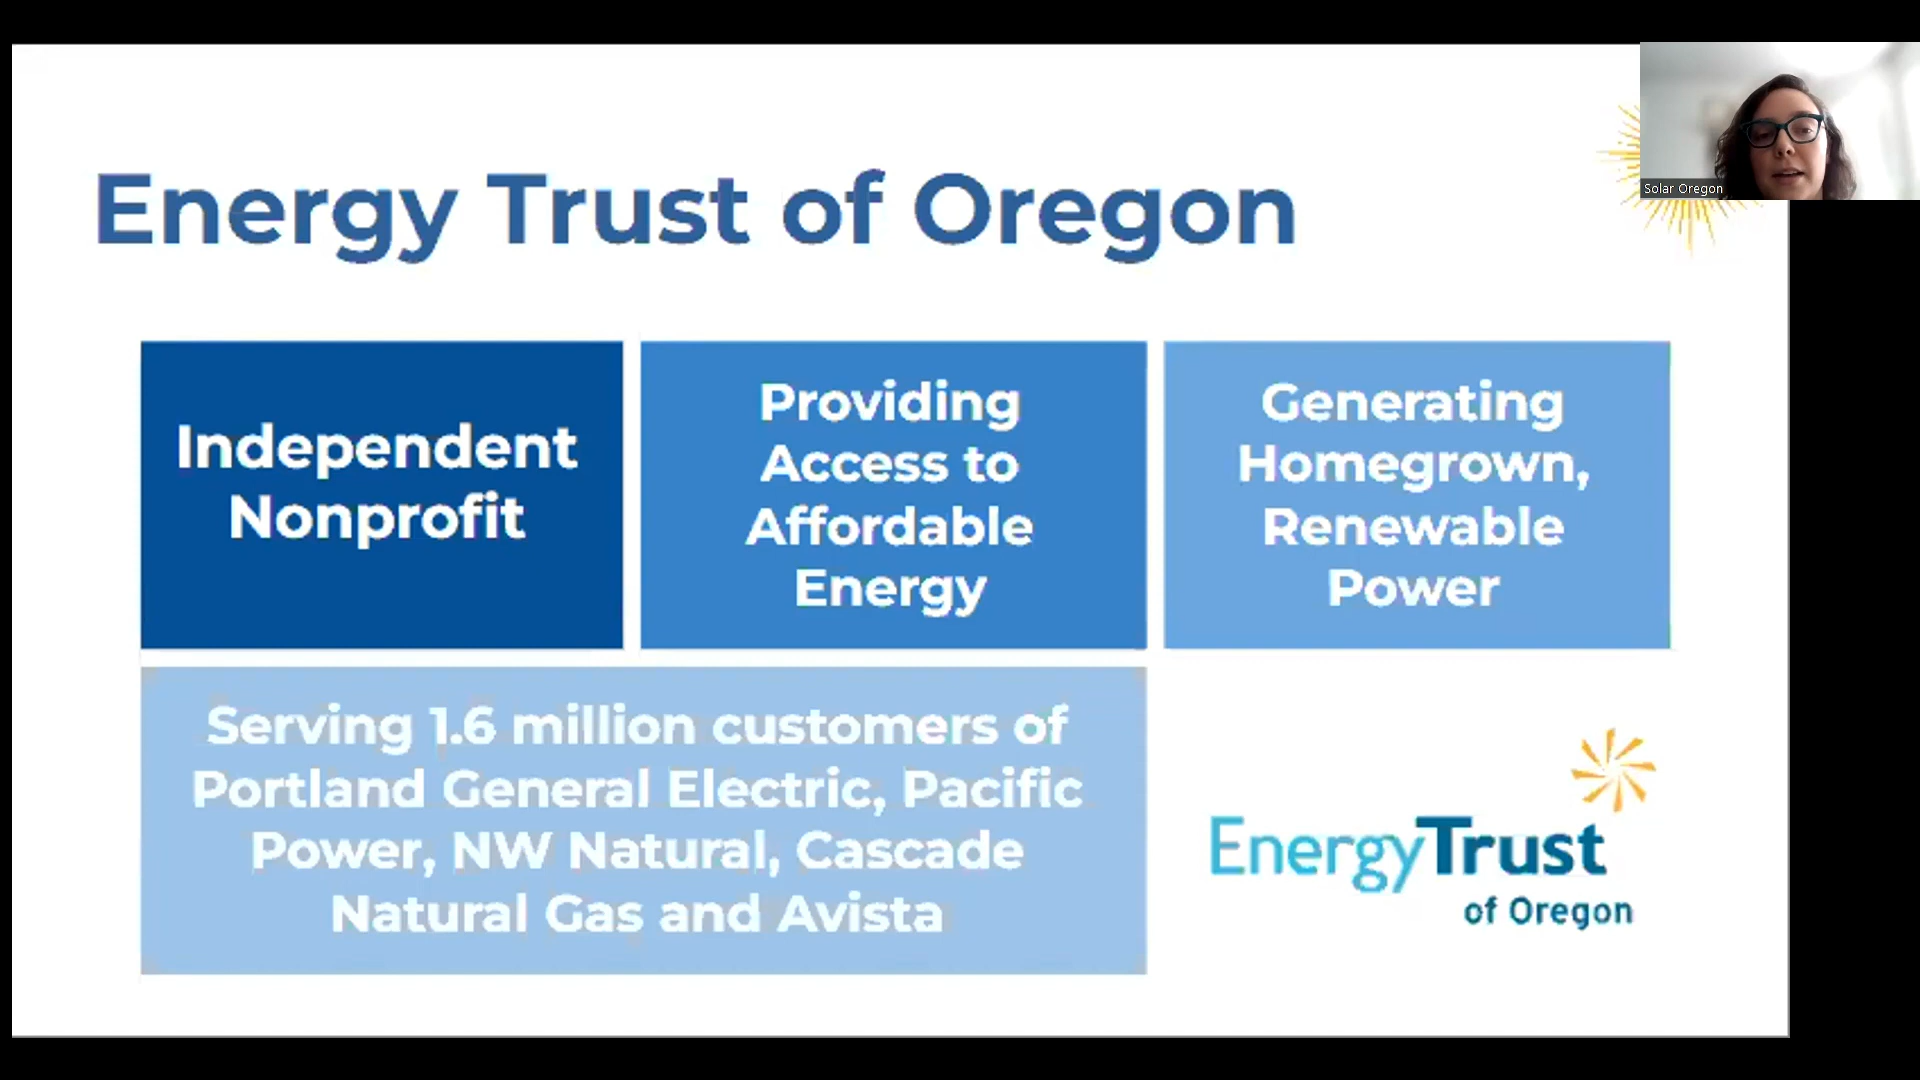 Energy Trust of Oregon
Solar Oregon
Independent
Nonprofit
Providing
Access to
Affordable
Energy
Generating
Homegrown,
Renewable
Power
Serving 1.6 million customers of
Portland General Electric, Pacific
Power, NW Natural, Cascade
Natural Gas and Avista
EnergyTrust
of Oregon